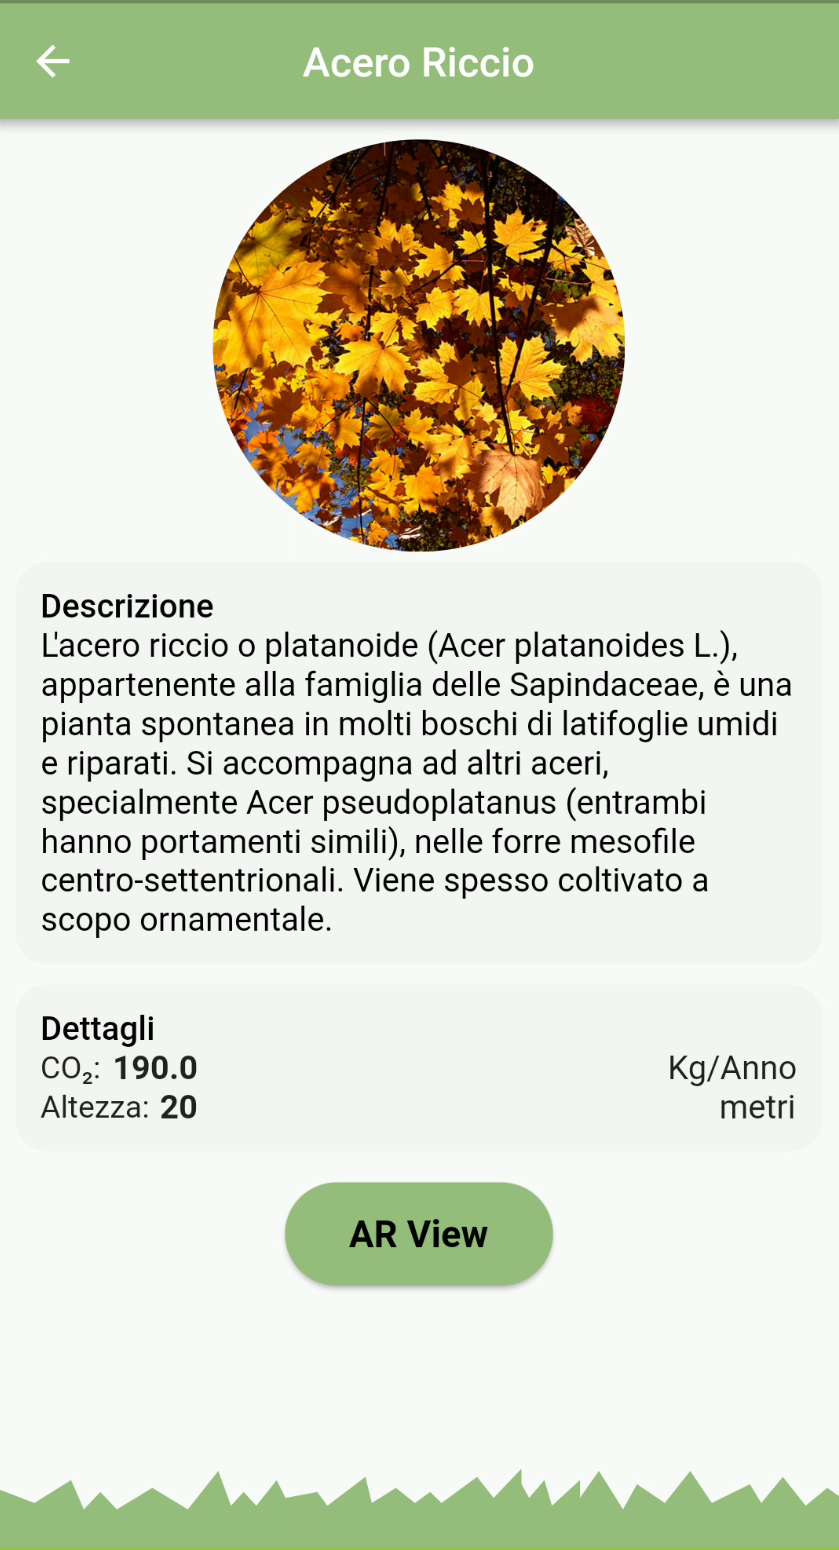 Acero Riccio
Descrizione
L'acero riccio o platanoide (Acer platanoides L.),
appartenente alla famiglia delle Sapindaceae, è una
pianta spontanea in molti boschi di latifoglie umidi
e riparati. Si accompagna ad altri aceri,
specialmente Acer pseudoplatanus (entrambi
hanno portamenti simili), nelle forre mesofile
centro-settentrionali. Viene spesso coltivato a
scopo ornamentale.
Dettagli
CO₂: 190.0 Kg/Anno
Altezza: 20 metri
AR View